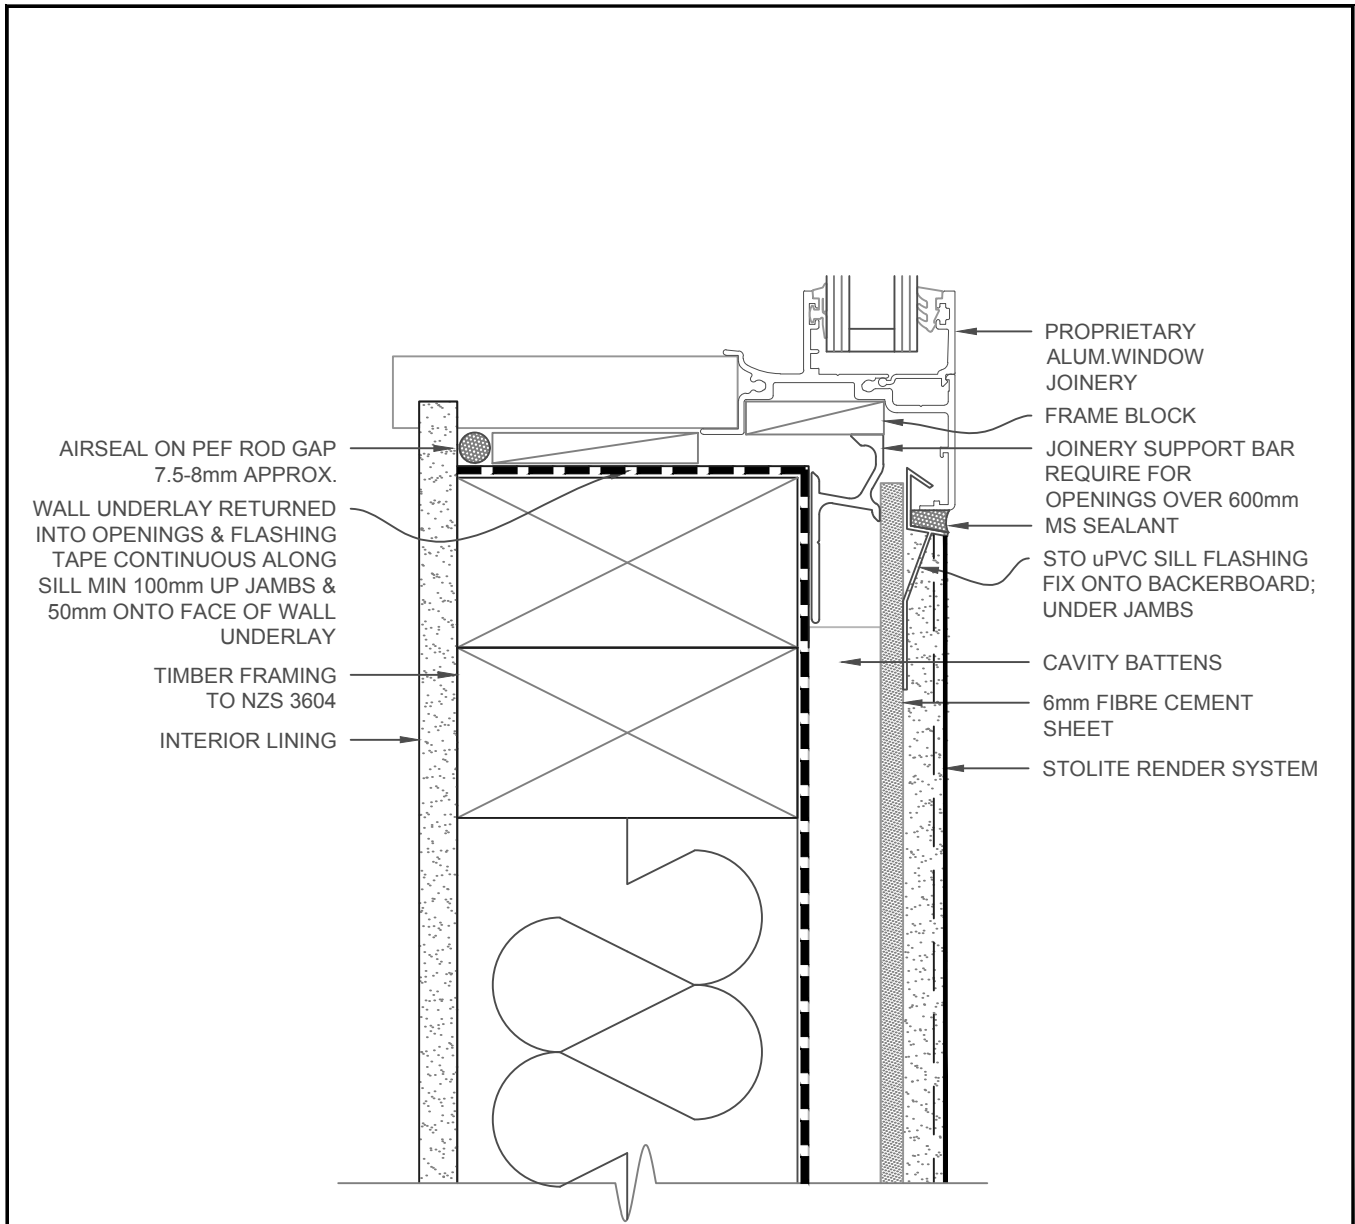 AIRSEAL ON PEF ROD GAP
7.5-8mm APPROX.
WALL UNDERLAY RETURNED
INTO OPENINGS & FLASHING
TAPE CONTINUOUS ALONG
SILL MIN 100mm UP JAMBS &
50mm ONTO FACE OF WALL
UNDERLAY
TIMBER FRAMING
TO NZS 3604
INTERIOR LINING
PROPRIETARY
ALUM.WINDOW
JOINERY
FRAME BLOCK
JOINERY SUPPORT BAR
REQUIRE FOR
OPENINGS OVER 600mm
MS SEALANT
STO uPVC SILL FLASHING
FIX ONTO BACKERBOARD;
UNDER JAMBS
CAVITY BATTENS
6mm FIBRE CEMENT
SHEET
STOLITE RENDER SYSTEM